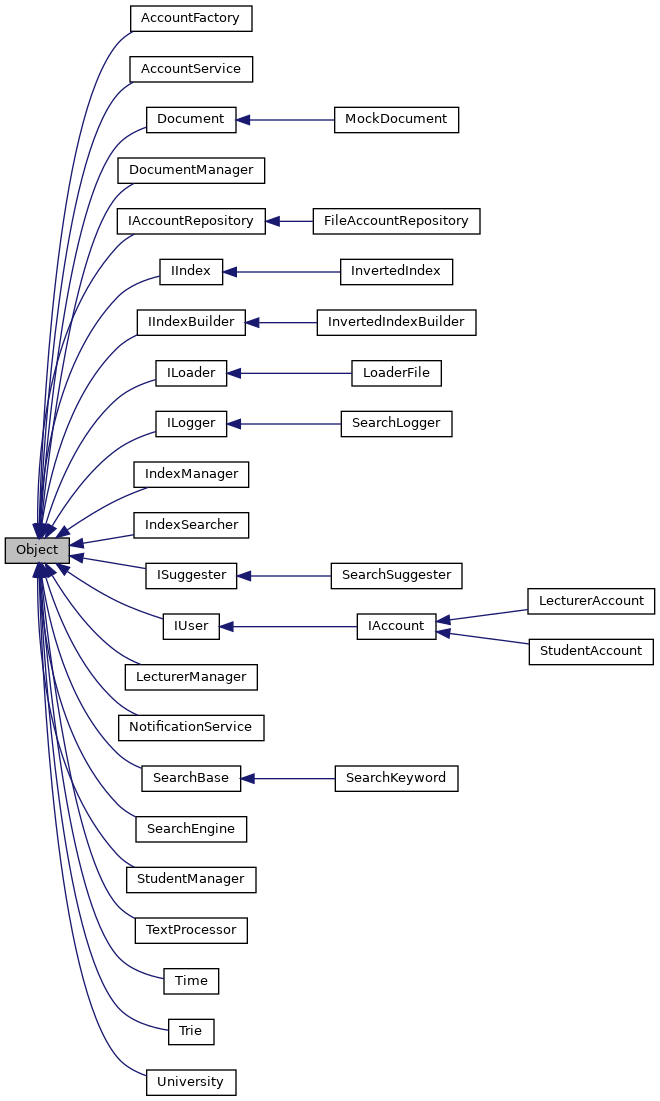 AccountFactory
AccountService
Document
MockDocument
DocumentManager
IAccountRepository
FileAccountRepository
IIndex
InvertedIndex
IIndexBuilder
InvertedIndexBuilder
ILoader
LoaderFile
ILogger
SearchLogger
IndexManager
IndexSearcher
Object
ISuggester
SearchSuggester
IUser
IAccount
LecturerAccount
StudentAccount
LecturerManager
NotificationService
SearchBase
SearchKeyword
SearchEngine
StudentManager
TextProcessor
Time
Trie
University